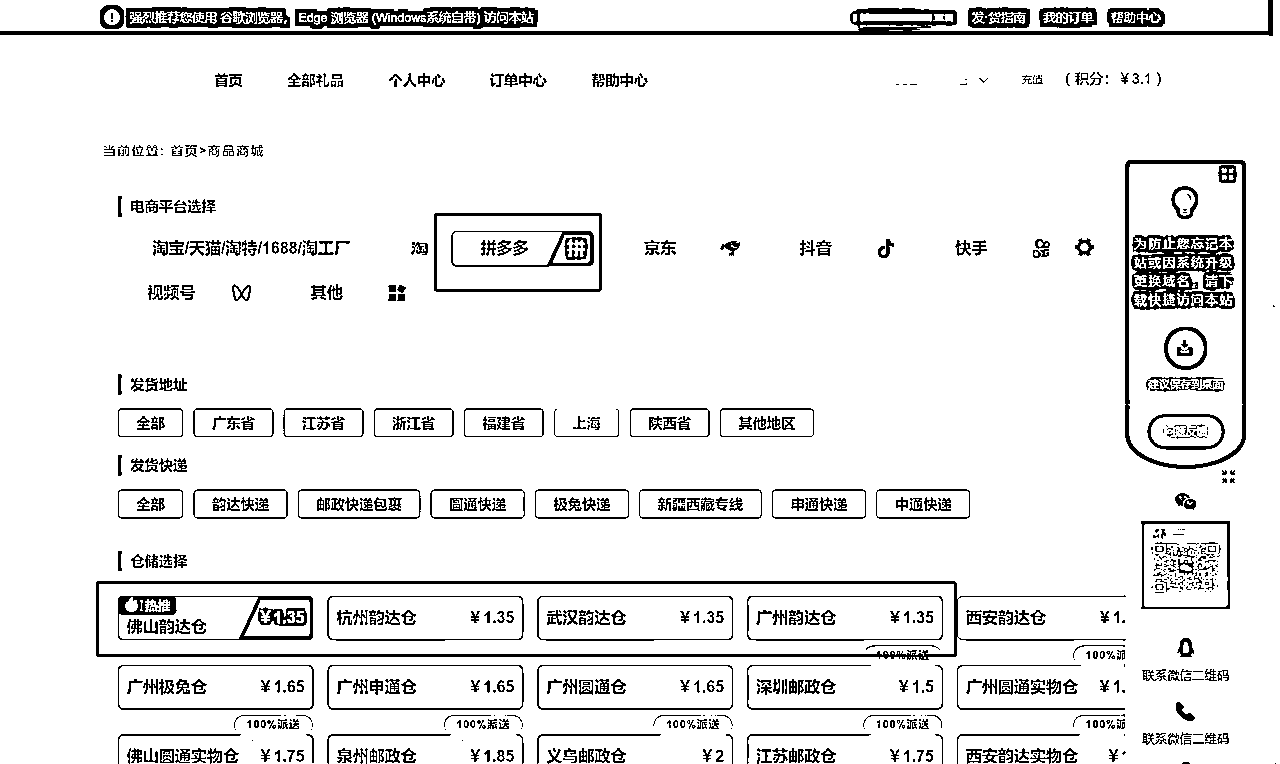 强烈推荐您使用 谷歌浏览器，Edge 浏览器 (Windows系统自带) 访问本站
发·货指南 我的订单 帮助中心
首页 全部礼品 个人中心 订单中心 帮助中心 充值 ( 积分: ¥3.1 )
当前位置: 首页>商品商城
电商平台选择
淘宝/天猫/淘特/1688/淘工厂 淘 拼多多 京东 抖音 快手
视频号 其他
发货地址
全部 广东省 江苏省 浙江省 福建省 上海 陕西省 其他地区
发货快递
全部 韵达快递 邮政快递包裹 圆通快递 极兔快递 新疆西藏专线 申通快递 中通快递
仓储选择
热推
佛山韵达仓 ¥1.35 杭州韵达仓 ¥1.35 武汉韵达仓 ¥1.35 广州韵达仓 ¥1.35 西安韵达仓 ¥1.
100%派送 100%派
广州极兔仓 ¥1.65 广州申通仓 ¥1.65 广州圆通仓 ¥1.65 深圳邮政仓 ¥1.5 广州圆通实物仓 ¥1.
100%派送 100%派送 100%派送 100%派送 100%派
佛山圆通实物仓 ¥1.75 泉州邮政仓 ¥1.85 义乌邮政仓 ¥2 江苏邮政仓 ¥1.75 西安韵达实物仓 ¥
为防止您忘记本
站或因系统升级
更换域名，请下
载快捷访问本站
建议保存到桌面
问题反馈
联系微信二维码
联系微信二维码